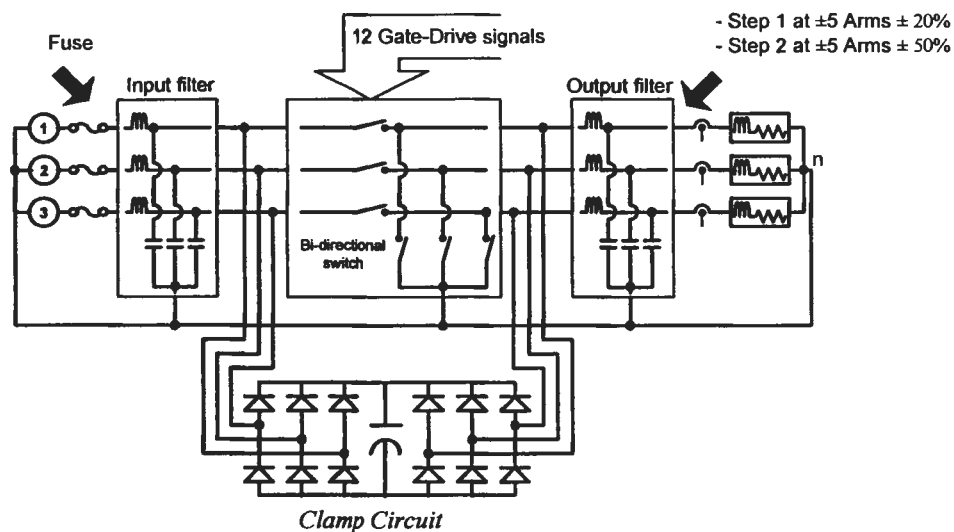 - Step 1 at ±5 Arms ± 20%
- Step 2 at ±5 Arms ± 50%
12 Gate-Drive signals
Fuse
Input filter
Output filter
1
2
3
n
Bi-directional
switch
Clamp Circuit